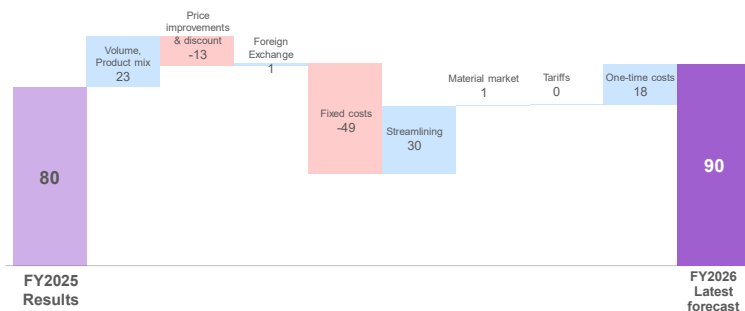 Price
improvements
& discount
-13
Volume,
Product mix
23
Foreign
Exchange
1
Fixed costs
-49
Streamlining
30
Material market
1
Tariffs
0
One-time costs
18
80
90
FY2025
Results
FY2026
Latest
forecast